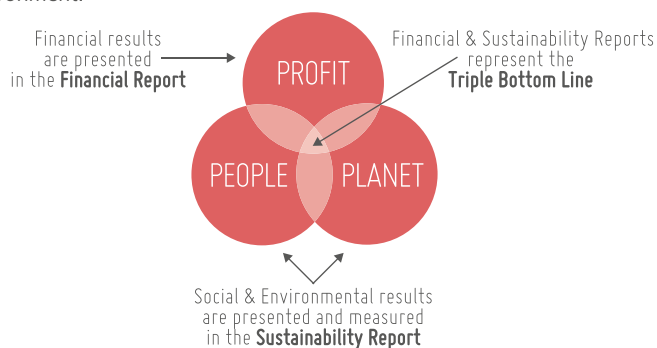 Financial results
are presented
in the Financial Report
Financial & Sustainability Reports
represent the
Triple Bottom Line
PROFIT
PEOPLE
PLANET
Social & Environmental results
are presented and measured
in the Sustainability Report